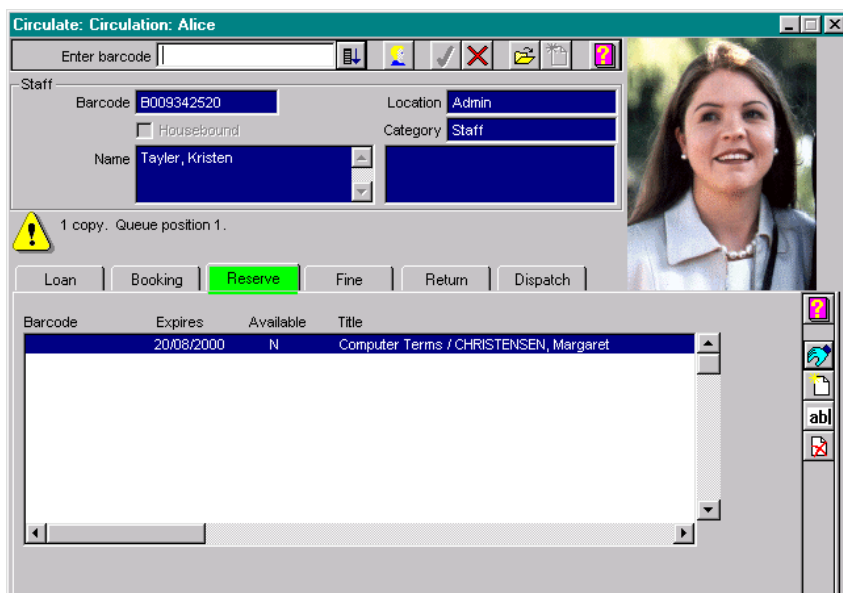 Circulate: Circulation: Alice
Enter barcode
Staff
Barcode B009342520 Location Admin
Housebound Category Staff
Name Tayler, Kristen
1 copy. Queue position 1.
Loan Booking Reserve Fine Return Dispatch
Barcode Expires Available Title
20/08/2000 N Computer Terms / CHRISTENSEN, Margaret
ab